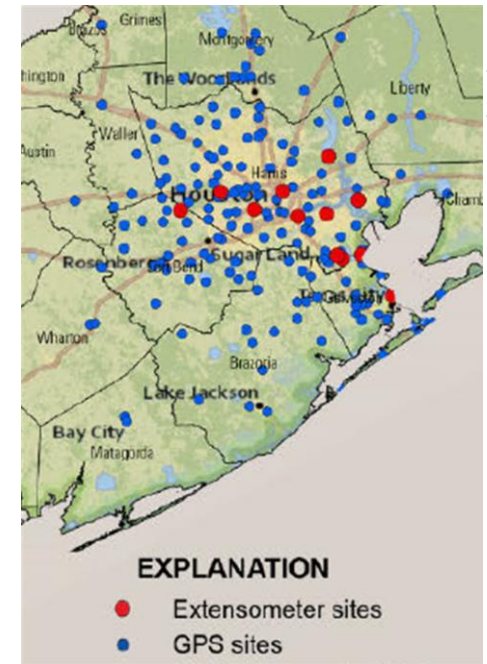 Grimes
Montgomery
hington
The Woodlands
Liberty
Waller
Austin
Harris
Houston
Chamb
Sugar Land
Rosenberg
Fort Bend
Wharton
Brazoria
Lake Jackson
Bay City
Matagorda
EXPLANATION
Extensometer sites
GPS sites